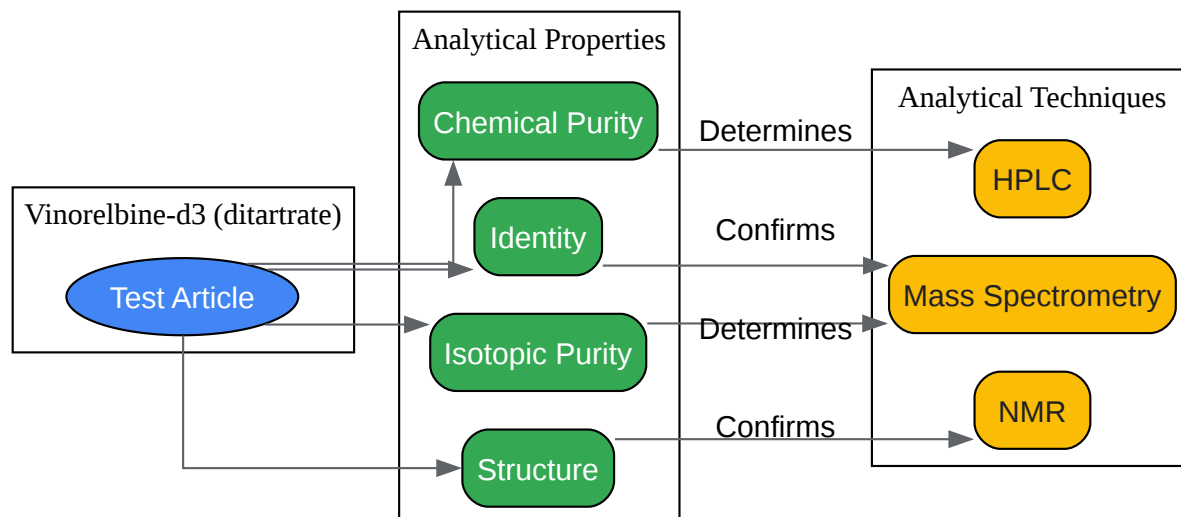 Vinorelbine-d3 (ditartrate)
Test Article
Analytical Properties
Chemical Purity
Identity
Isotopic Purity
Structure
Determines
Confirms
Determines
Confirms
Analytical Techniques
HPLC
Mass Spectrometry
NMR